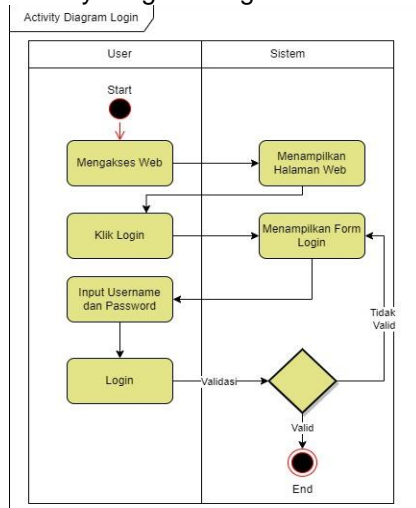 Activity Diagram Login
User
Sistem
Start
Mengakses Web
Menampilkan
Halaman Web
Klik Login
Menampilkan Form
Login
Input Username
dan Password
Tidak
Valid
Login
Validasi
Valid
End